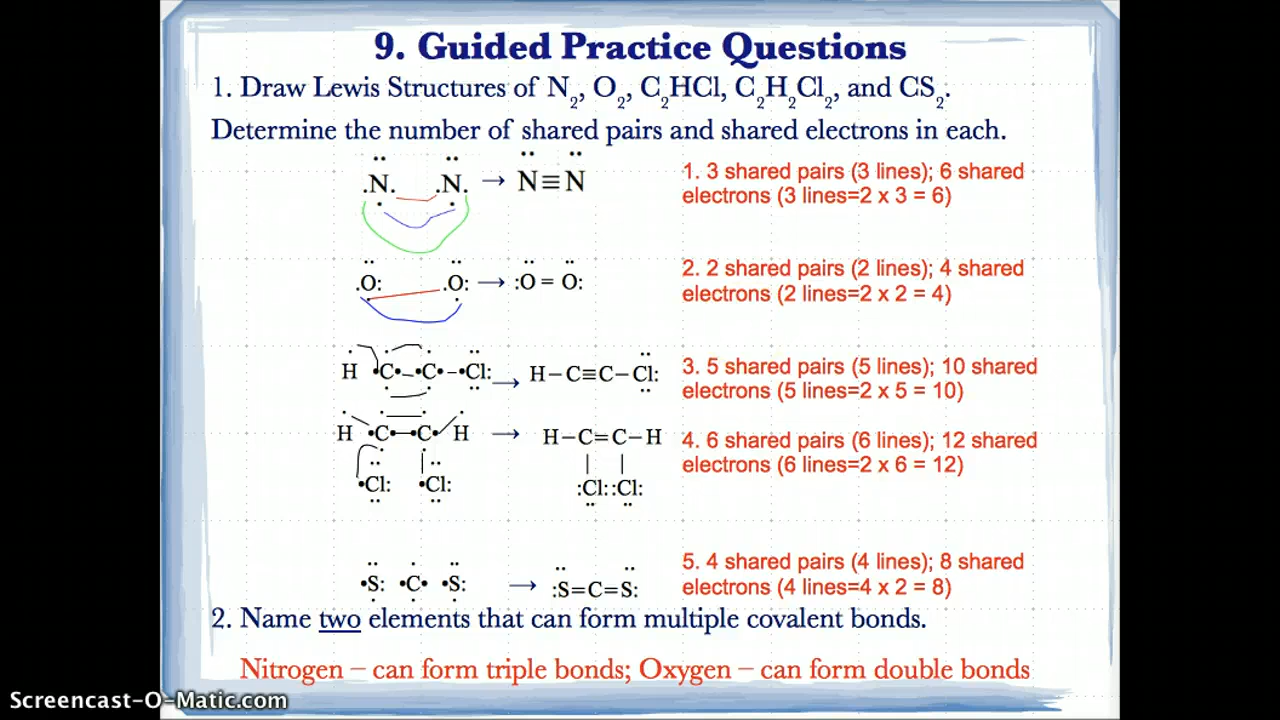 9. Guided Practice Questions
1. Draw Lewis Structures of N₂, O₂, C₂HCl, C₂H₂Cl₂, and CS₂.
Determine the number of shared pairs and shared electrons in each.
.N. .N. → N≡N
1. 3 shared pairs (3 lines); 6 shared
electrons (3 lines=2 x 3 = 6)
.O: .O: → :O = O:
2. 2 shared pairs (2 lines); 4 shared
electrons (2 lines=2 x 2 = 4)
H •C• •C• •Cl: → H–C≡C–Cl:
3. 5 shared pairs (5 lines); 10 shared
electrons (5 lines=2 x 5 = 10)
H •C• •C• H → H–C=C–H
| |
•Cl: •Cl: :Cl: :Cl:
4. 6 shared pairs (6 lines); 12 shared
electrons (6 lines=2 x 6 = 12)
•S: •C• •S: → :S=C=S:
5. 4 shared pairs (4 lines); 8 shared
electrons (4 lines=4 x 2 = 8)
2. Name two elements that can form multiple covalent bonds.
Nitrogen – can form triple bonds; Oxygen – can form double bonds
Screencast-O-Matic.com